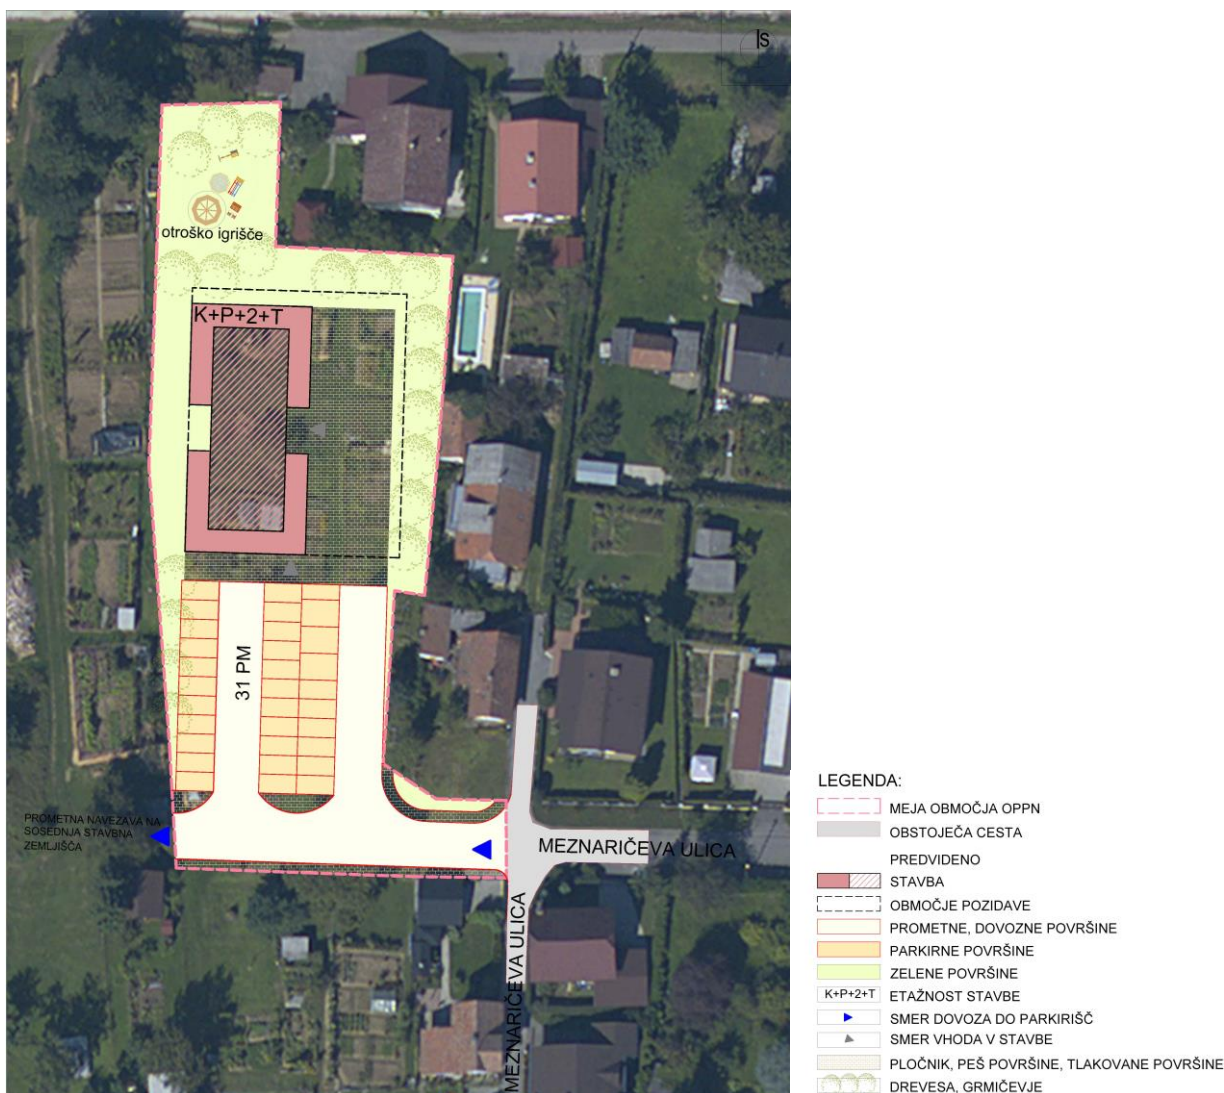 S
otroško igrišče
K+P+2+T
31 PM
PROMETNA NAVEZAVA NA
SOSEDNJA STAVBNA
ZEMLJIŠČA
MEZNARIČEVA ULICA
MEZNARIČEVA ULICA
LEGENDA:
MEJA OBMOČJA OPPN
OBSTOJEČA CESTA
PREDVIDENO
STAVBA
OBMOČJE POZIDAVE
PROMETNE, DOVOZNE POVRŠINE
PARKIRNE POVRŠINE
ZELENE POVRŠINE
K+P+2+T ETAŽNOST STAVBE
SMER DOVOZA DO PARKIRIŠČ
SMER VHODA V STAVBE
PLOČNIK, PEŠ POVRŠINE, TLAKOVANE POVRŠINE
DREVESA, GRMIČEVJE